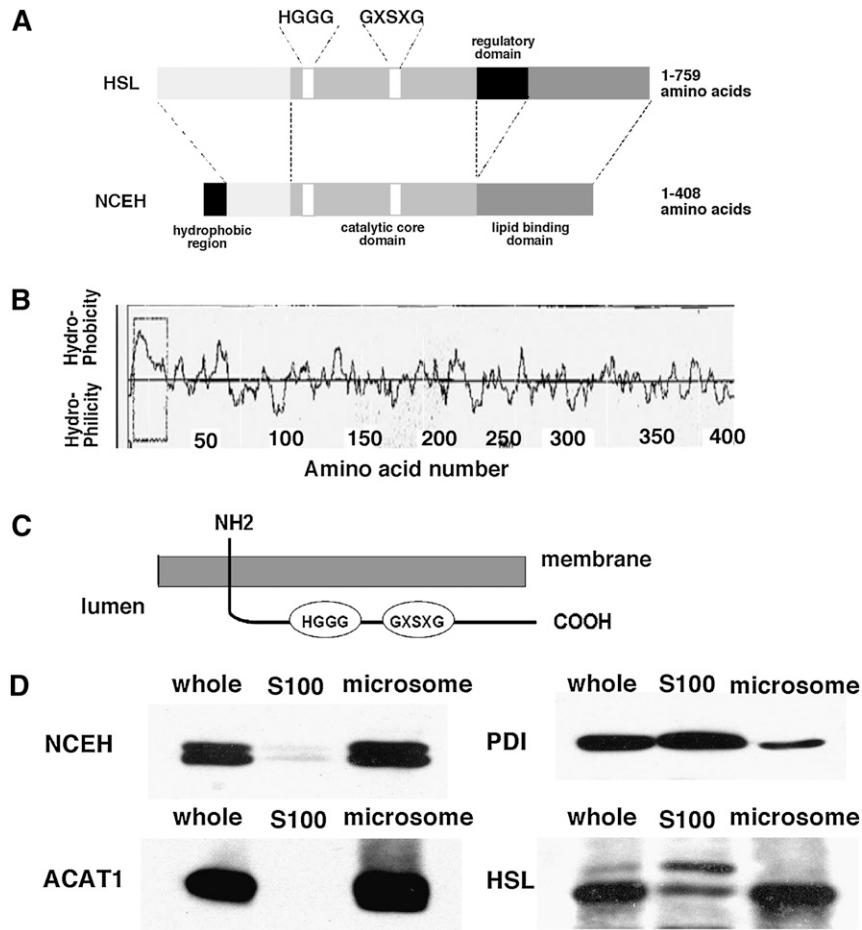 A
HGGG GXSXG
regulatory
domain
HSL
1-759
amino acids
NCEH
1-408
amino acids
hydrophobic
region
catalytic core
domain
lipid binding
domain
B
Hydro-
Phobicity
Hydro-
Philicity
50 100 150 200 250 300 350 400
Amino acid number
C
NH2
membrane
lumen
HGGG GXSXG
COOH
D
whole S100 microsome
NCEH
whole S100 microsome
PDI
whole S100 microsome
ACAT1
whole S100 microsome
HSL